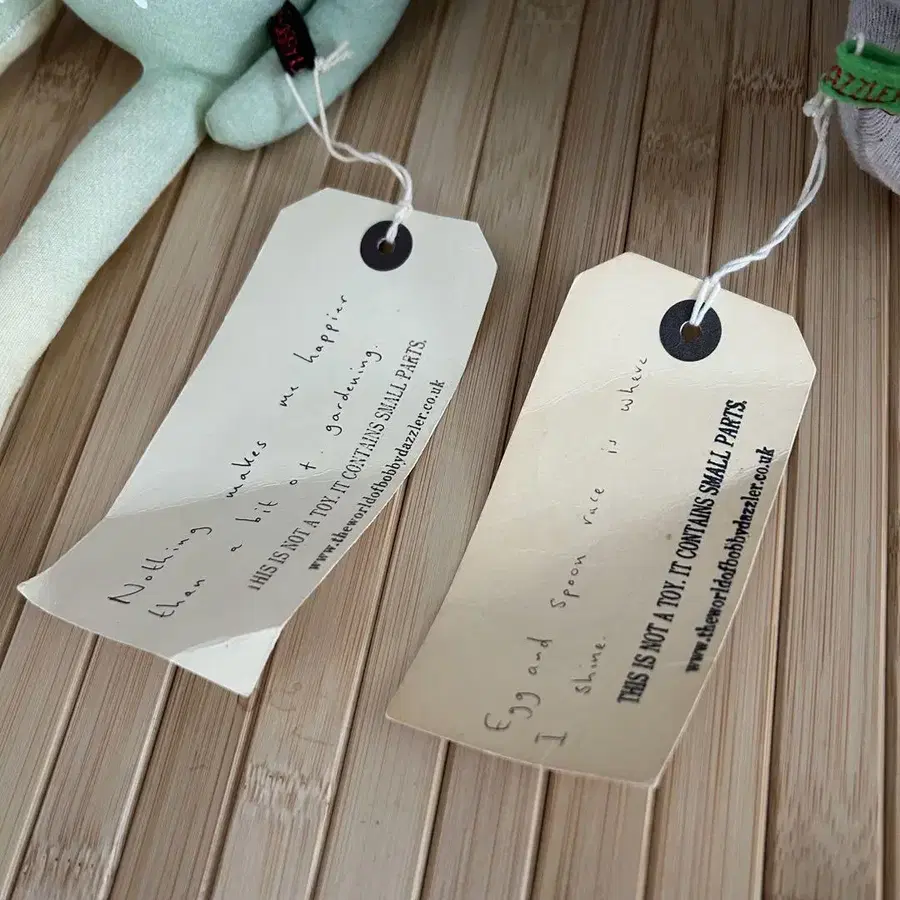 Nothing makes me happier
than a bit of gardening.
THIS IS NOT A TOY. IT CONTAINS SMALL PARTS.
www.theworldofbobbydazzler.co.uk
Egg and spoon race is where
I shine.
THIS IS NOT A TOY. IT CONTAINS SMALL PARTS.
www.theworldofbobbydazzler.co.uk
AZZLER